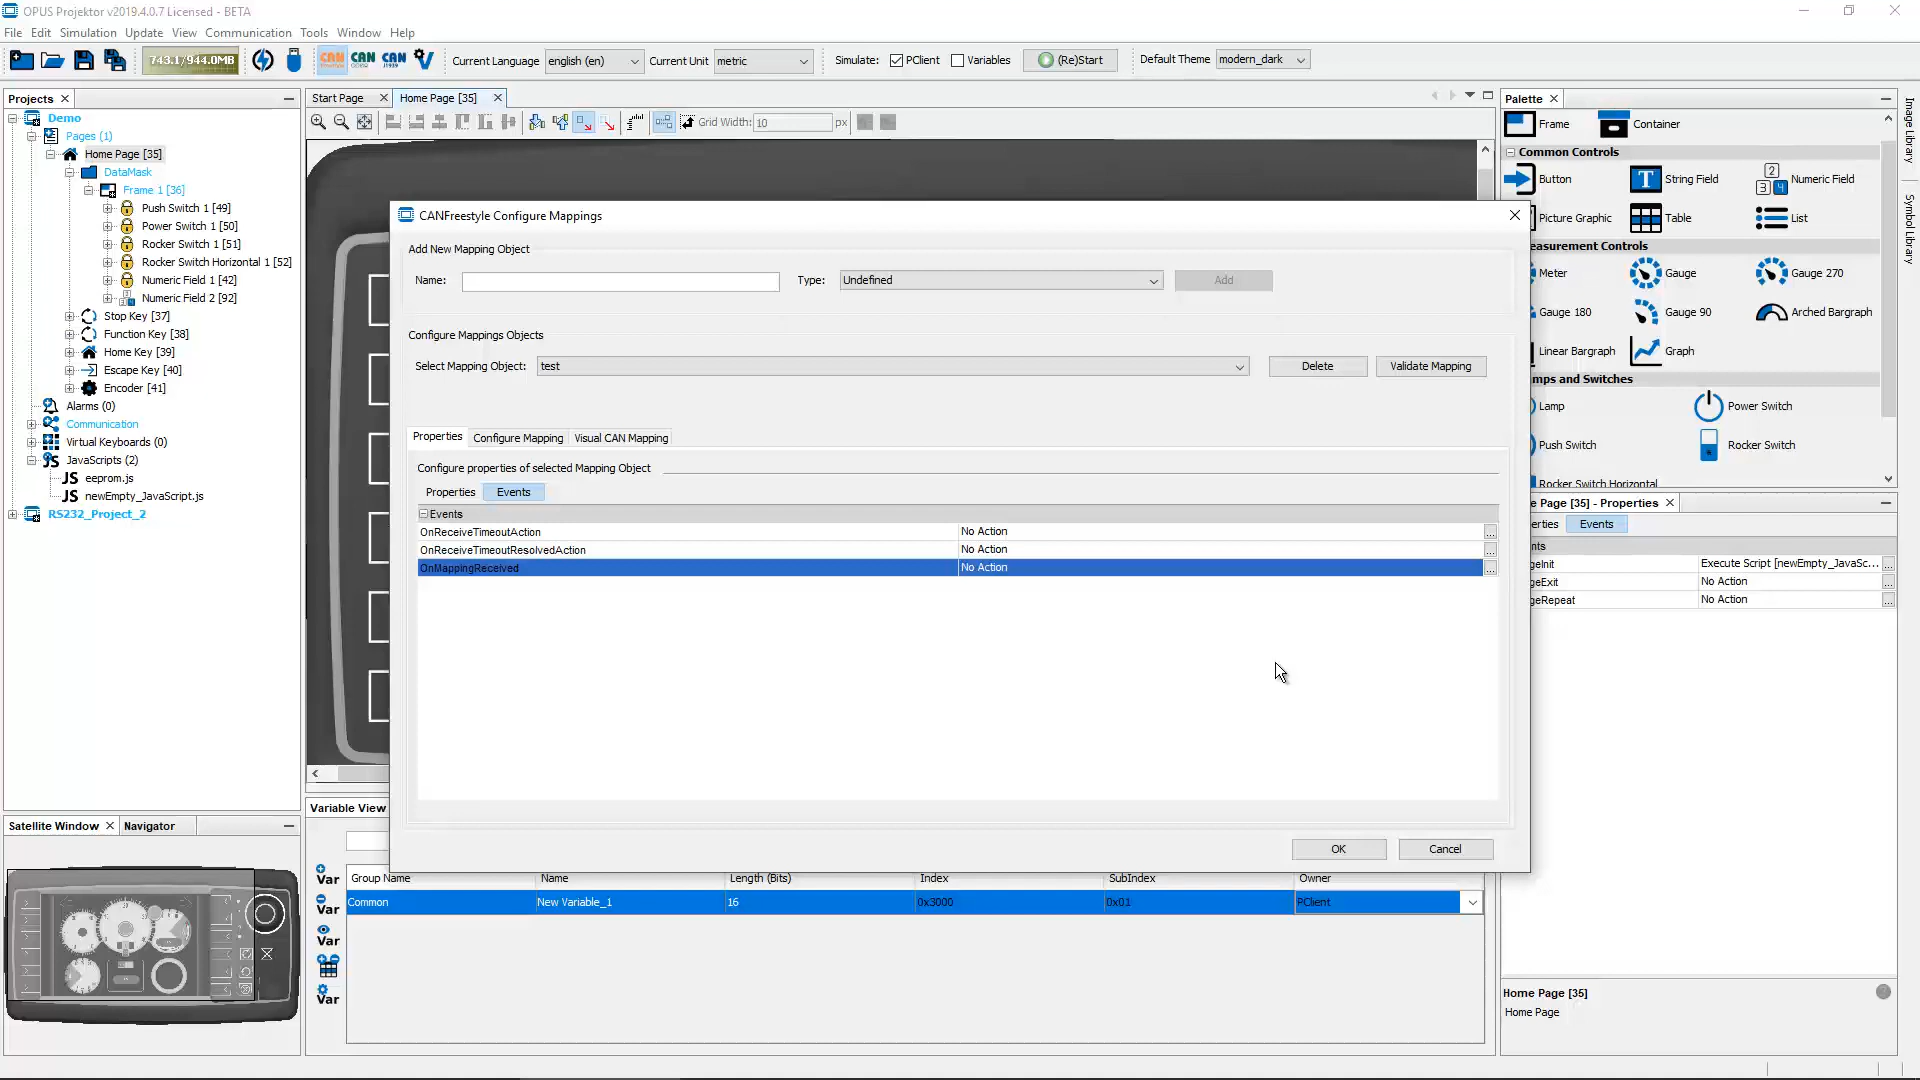 OPUS Projektor v2019.4.0.7 Licensed - BETA
File Edit Simulation Update View Communication Tools Window Help
743.1/944.0MB CAN CAN CAN J1939 Current Language english (en) Current Unit metric Simulate: PClient Variables (Re)Start Default Theme modern_dark
Projects
Demo
Pages (1)
Home Page [35]
DataMask
Frame 1 [36]
Push Switch 1 [49]
Power Switch 1 [50]
Rocker Switch 1 [51]
Rocker Switch Horizontal 1 [52]
Numeric Field 1 [42]
Numeric Field 2 [92]
Stop Key [37]
Function Key [38]
Home Key [39]
Escape Key [40]
Encoder [41]
Alarms (0)
Communication
Virtual Keyboards (0)
JavaScripts (2)
JS eeprom.js
JS newEmpty_JavaScript.js
RS232_Project_2
Satellite Window Navigator
Start Page Home Page [35]
Grid Width: 10 px
CANFreestyle Configure Mappings
Add New Mapping Object
Name: Type: Undefined Add
Configure Mappings Objects
Select Mapping Object: test Delete Validate Mapping
Properties Configure Mapping Visual CAN Mapping
Configure properties of selected Mapping Object
Properties Events
Events
OnReceiveTimeoutAction No Action ...
OnReceiveTimeoutResolvedAction No Action ...
OnMappingReceived No Action ...
OK Cancel
Variable View
Var
Var
Var
Var
Group Name Name Length (Bits) Index SubIndex Owner
Common New Variable_1 16 0x3000 0x01 PClient
Palette
Frame Container
Common Controls
Button String Field Numeric Field
Picture Graphic Table List
easurement Controls
Meter Gauge Gauge 270
Gauge 180 Gauge 90 Arched Bargraph
Linear Bargraph Graph
mps and Switches
Lamp Power Switch
Push Switch Rocker Switch
Rocker Switch Horizontal
e Page [35] - Properties
erties Events
nts
geInit Execute Script [newEmpty_JavaSc... ...
geExit No Action ...
geRepeat No Action ...
Home Page [35]
Home Page
Image Library
Symbol Library